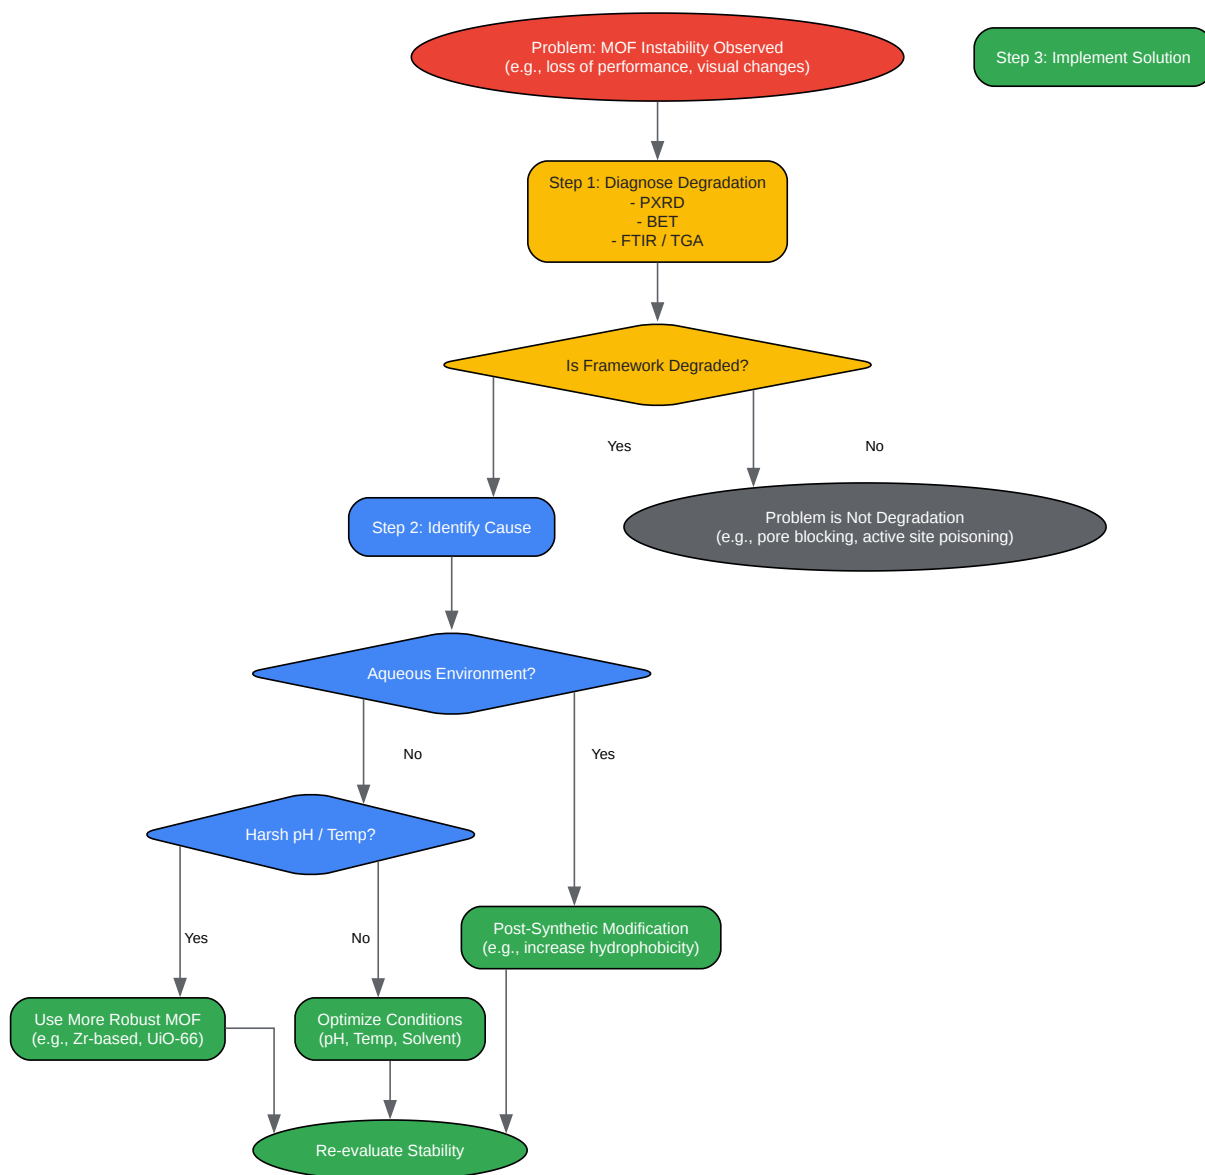 Problem: MOF Instability Observed
(e.g., loss of performance, visual changes)
Step 3: Implement Solution
Step 1: Diagnose Degradation
- PXRD
- BET
- FTIR / TGA
Is Framework Degraded?
Yes
No
Step 2: Identify Cause
Problem is Not Degradation
(e.g., pore blocking, active site poisoning)
Aqueous Environment?
No
Yes
Harsh pH / Temp?
Yes
No
Post-Synthetic Modification
(e.g., increase hydrophobicity)
Use More Robust MOF
(e.g., Zr-based, UiO-66)
Optimize Conditions
(pH, Temp, Solvent)
Re-evaluate Stability